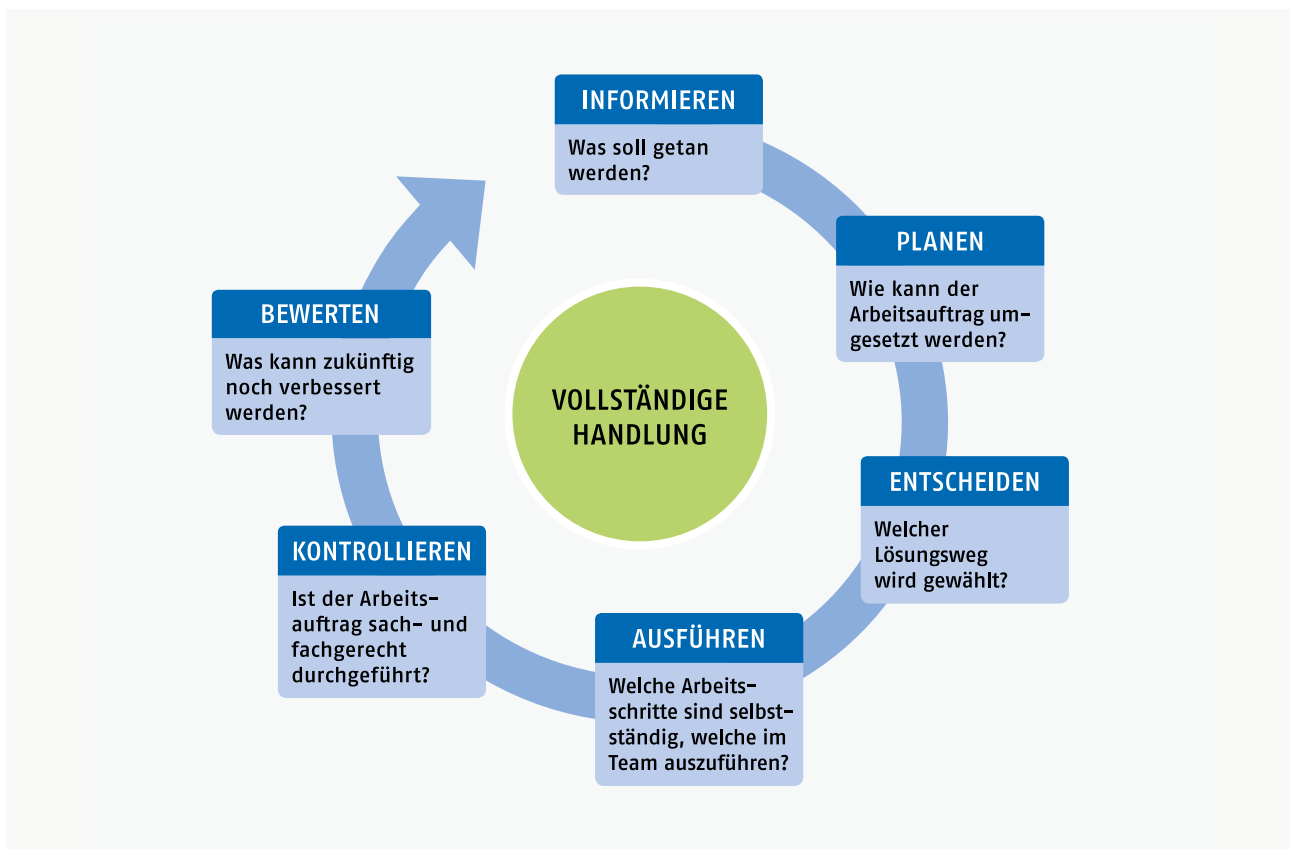 INFORMIEREN
Was soll getan
werden?
PLANEN
Wie kann der
Arbeitsauftrag um-
gesetzt werden?
ENTSCHEIDEN
Welcher
Lösungsweg
wird gewählt?
AUSFÜHREN
Welche Arbeits-
schritte sind selbst-
ständig, welche im
Team auszuführen?
KONTROLLIEREN
Ist der Arbeits-
auftrag sach- und
fachgerecht
durchgeführt?
BEWERTEN
Was kann zukünftig
noch verbessert
werden?
VOLLSTÄNDIGE
HANDLUNG